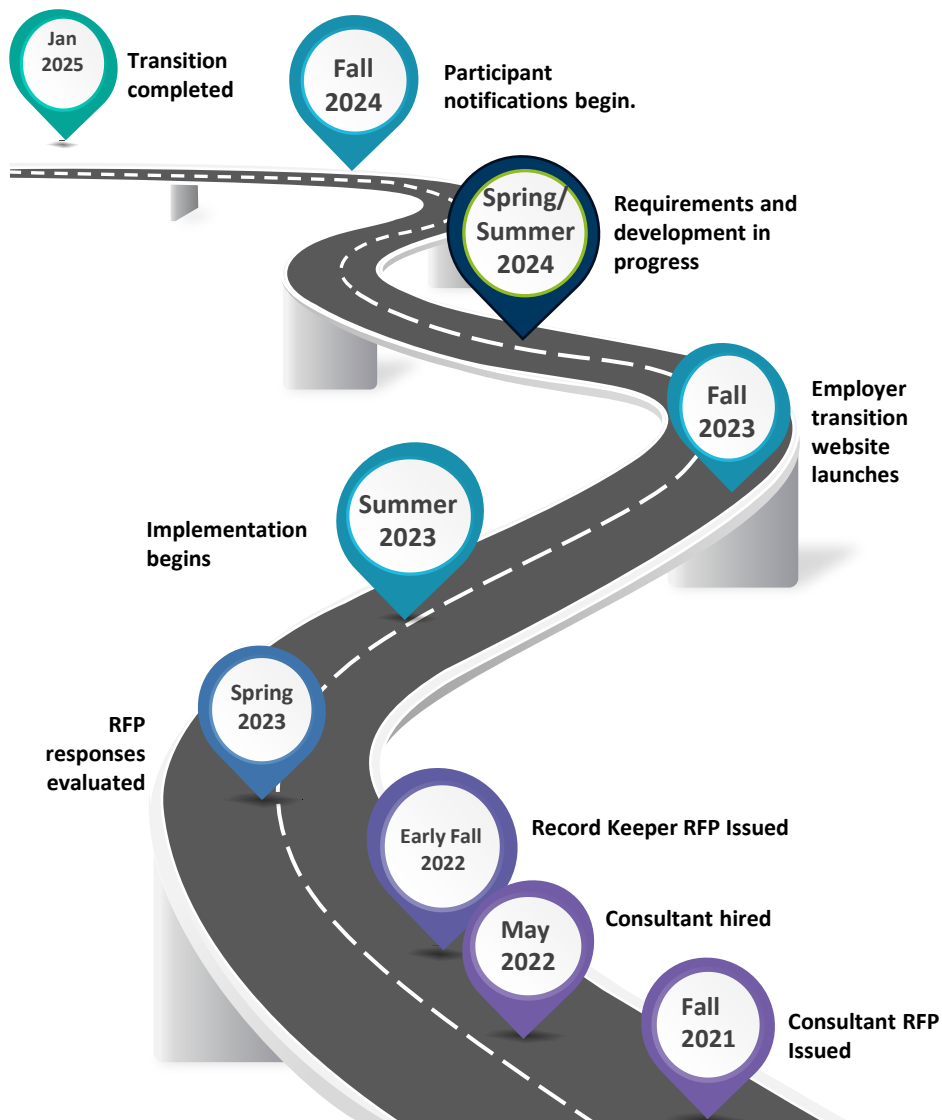 Jan
2025
Transition
completed
Fall
2024
Participant
notifications begin.
Spring/
Summer
2024
Requirements and
development in
progress
Fall
2023
Employer
transition
website
launches
Summer
2023
Implementation
begins
Spring
2023
RFP
responses
evaluated
Early Fall
2022
Record Keeper RFP Issued
May
2022
Consultant hired
Fall
2021
Consultant RFP
Issued